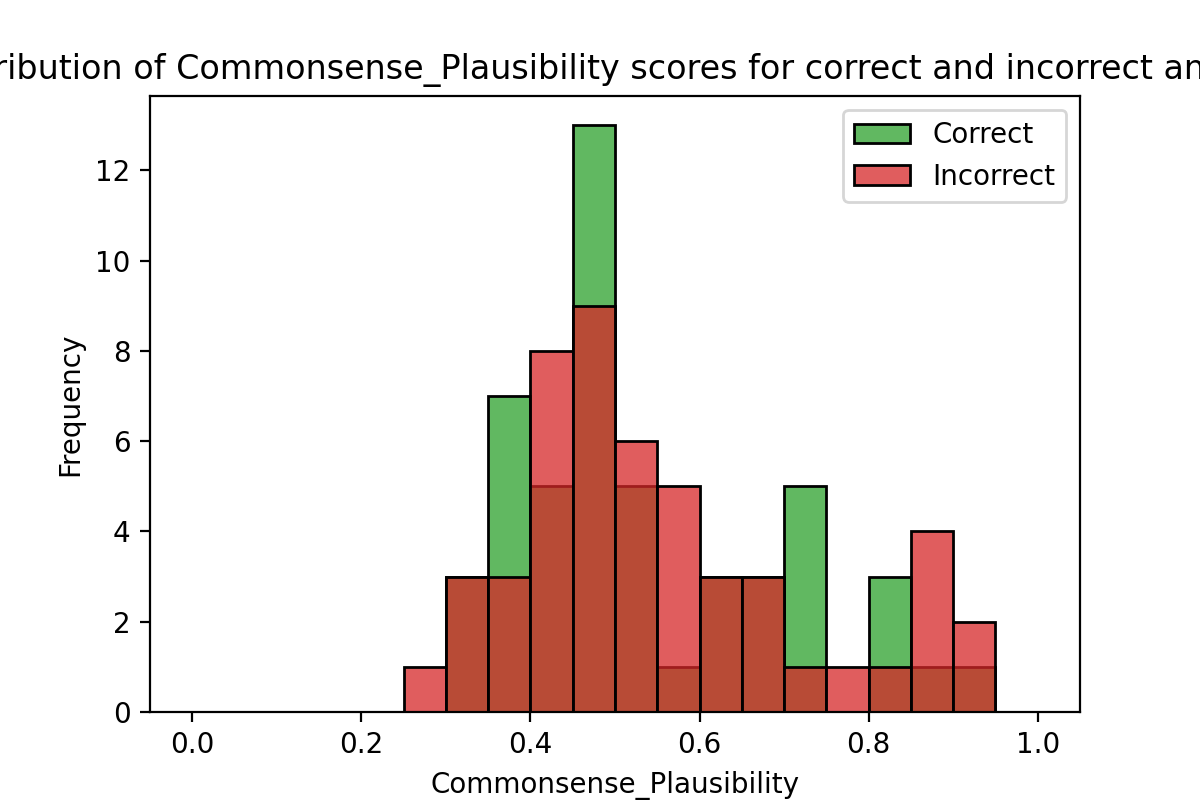 ribution of Commonsense_Plausibility scores for correct and incorrect an
Correct
Incorrect
12
10
8
6
4
2
0
Frequency
0.0 0.2 0.4 0.6 0.8 1.0
Commonsense_Plausibility